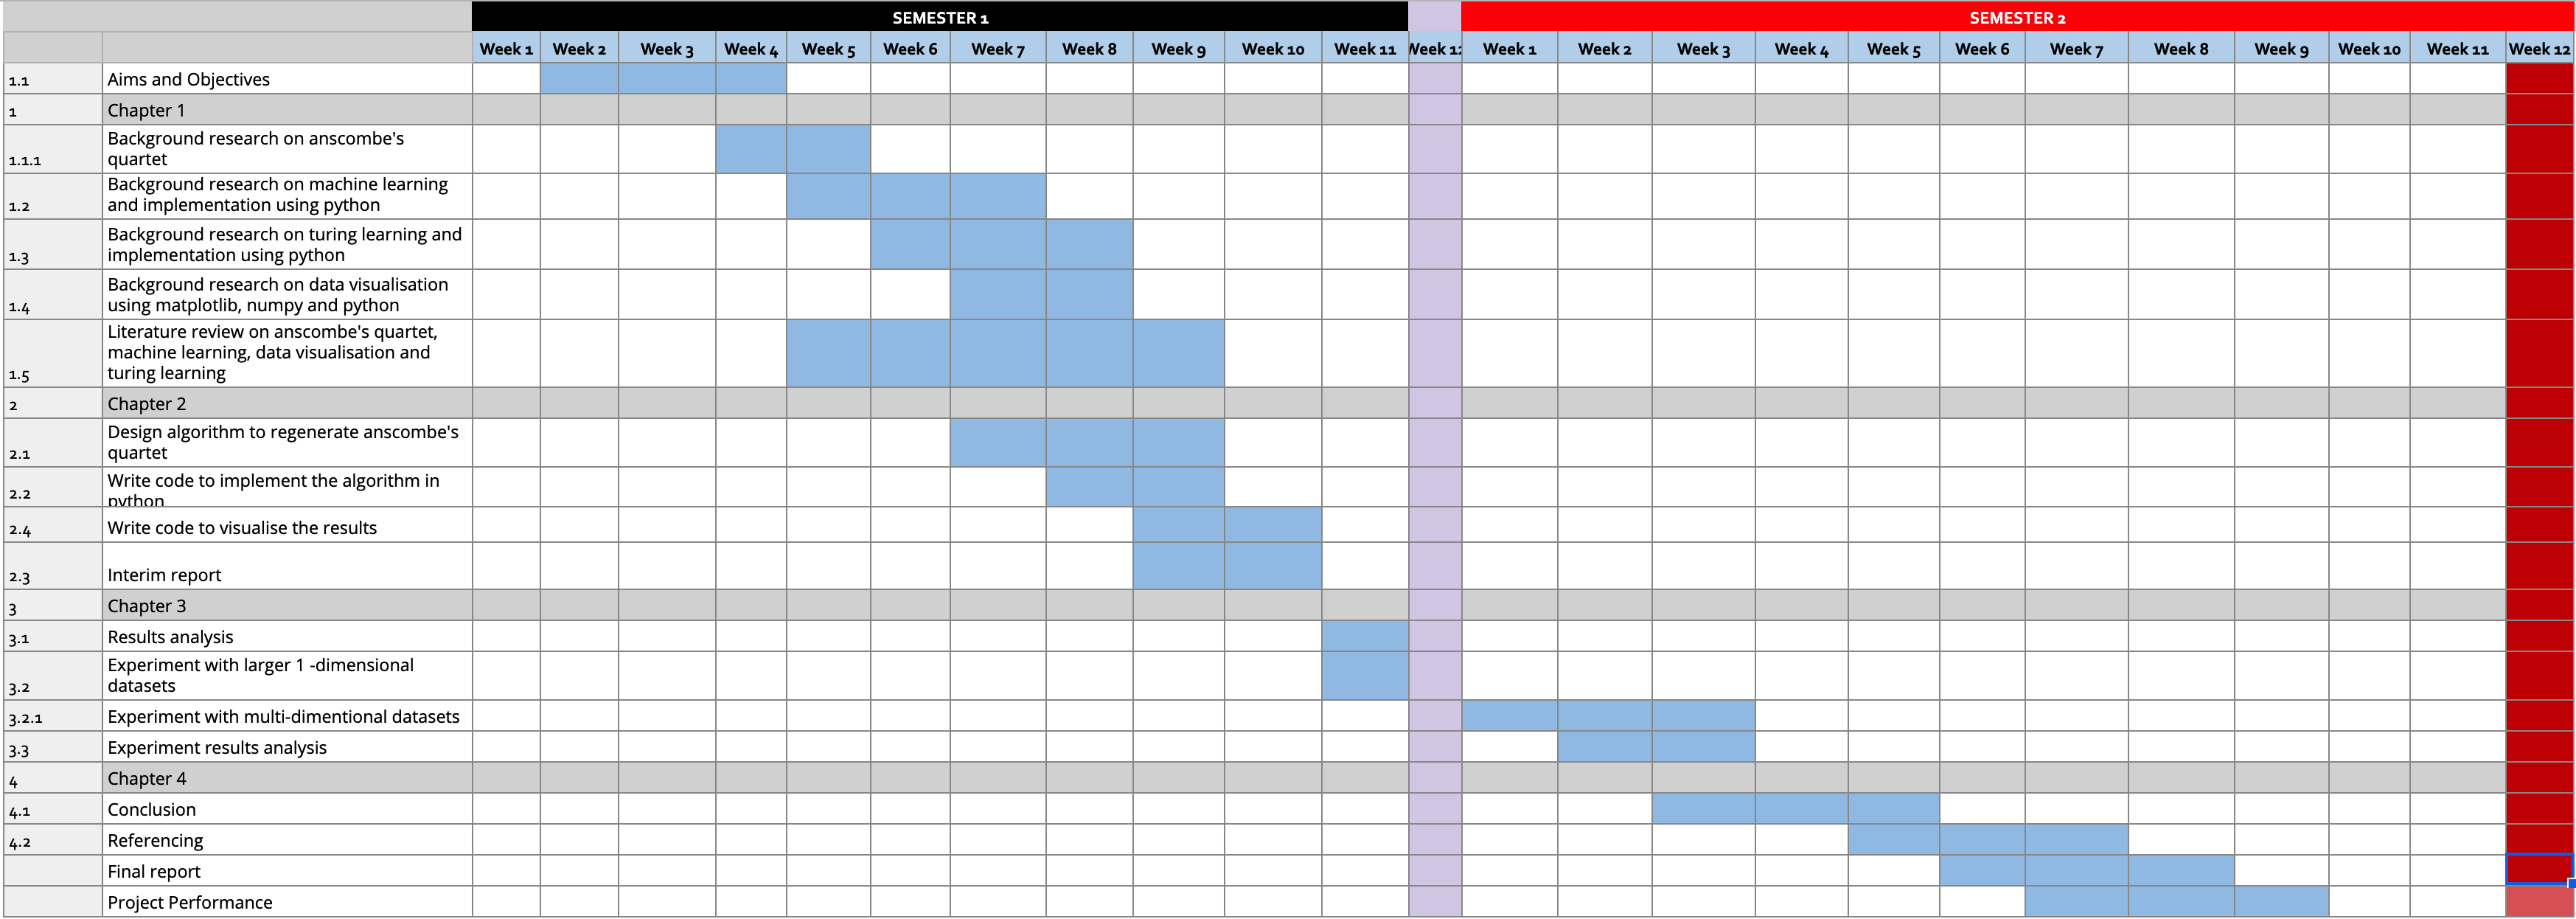 SEMESTER 1 SEMESTER 2
Week 1 Week 2 Week 3 Week 4 Week 5 Week 6 Week 7 Week 8 Week 9 Week 10 Week 11 Week 1 Week 1 Week 2 Week 3 Week 4 Week 5 Week 6 Week 7 Week 8 Week 9 Week 10 Week 11 Week 12
1.1 Aims and Objectives
1 Chapter 1
Background research on anscombe's
1.1.1 quartet
Background research on machine learning
1.2 and implementation using python
Background research on turing learning and
1.3 implementation using python
Background research on data visualisation
1.4 using matplotlib, numpy and python
Literature review on anscombe's quartet,
machine learning, data visualisation and
1.5 turing learning
2 Chapter 2
Design algorithm to regenerate anscombe's
2.1 quartet
Write code to implement the algorithm in
2.2 python
2.4 Write code to visualise the results
2.3 Interim report
3 Chapter 3
3.1 Results analysis
Experiment with larger 1 -dimensional
3.2 datasets
3.2.1 Experiment with multi-dimentional datasets
3.3 Experiment results analysis
4 Chapter 4
4.1 Conclusion
4.2 Referencing
Final report
Project Performance